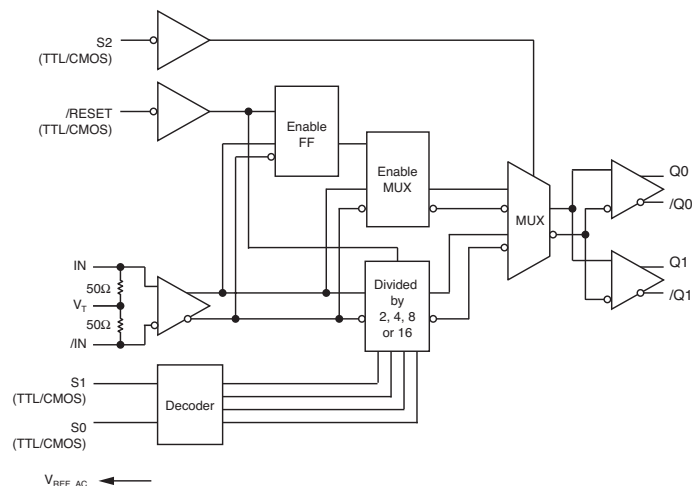 S2
(TTL/CMOS)
/RESET
(TTL/CMOS)
Enable
FF
Enable
MUX
MUX
Q0
/Q0
Q1
/Q1
IN
50Ω
VT
50Ω
/IN
Divided
by
2, 4, 8
or 16
S1
(TTL/CMOS)
Decoder
S0
(TTL/CMOS)
VREF_AC